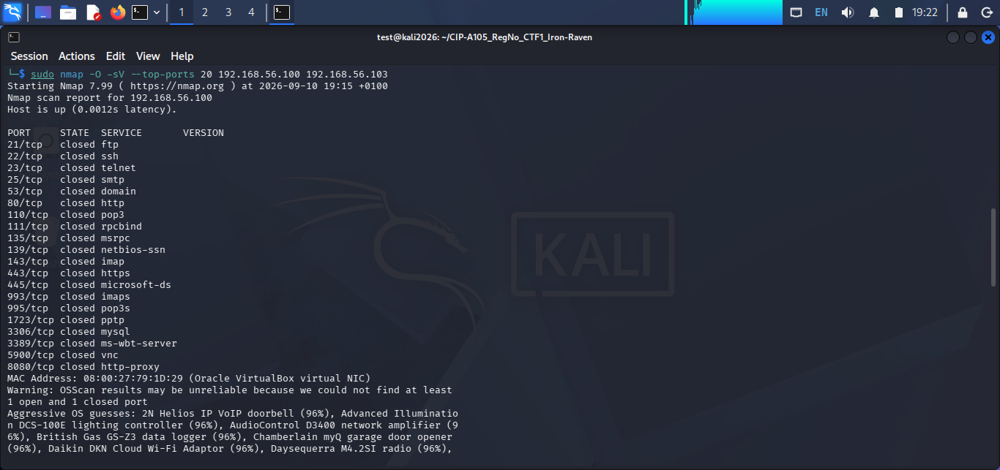 1 2 3 4 EN 19:22
test@kali2026: ~/CIP-A105_RegNo_CTF1_Iron-Raven
Session Actions Edit View Help
└─$ sudo nmap -O -sV --top-ports 20 192.168.56.100 192.168.56.103
Starting Nmap 7.99 ( https://nmap.org ) at 2026-09-10 19:15 +0100
Nmap scan report for 192.168.56.100
Host is up (0.0012s latency).
PORT     STATE  SERVICE       VERSION
21/tcp   closed ftp
22/tcp   closed ssh
23/tcp   closed telnet
25/tcp   closed smtp
53/tcp   closed domain
80/tcp   closed http
110/tcp  closed pop3
111/tcp  closed rpcbind
135/tcp  closed msrpc
139/tcp  closed netbios-ssn
143/tcp  closed imap
443/tcp  closed https
445/tcp  closed microsoft-ds
993/tcp  closed imaps
995/tcp  closed pop3s
1723/tcp closed pptp
3306/tcp closed mysql
3389/tcp closed ms-wbt-server
5900/tcp closed vnc
8080/tcp closed http-proxy
MAC Address: 08:00:27:79:1D:29 (Oracle VirtualBox virtual NIC)
Warning: OSScan results may be unreliable because we could not find at least
1 open and 1 closed port
Aggressive OS guesses: 2N Helios IP VoIP doorbell (96%), Advanced Illuminatio
n DCS-100E lighting controller (96%), AudioControl D3400 network amplifier (9
6%), British Gas GS-Z3 data logger (96%), Chamberlain myQ garage door opener
(96%), Daikin DKN Cloud Wi-Fi Adaptor (96%), Daysequerra M4.2SI radio (96%),
KALI